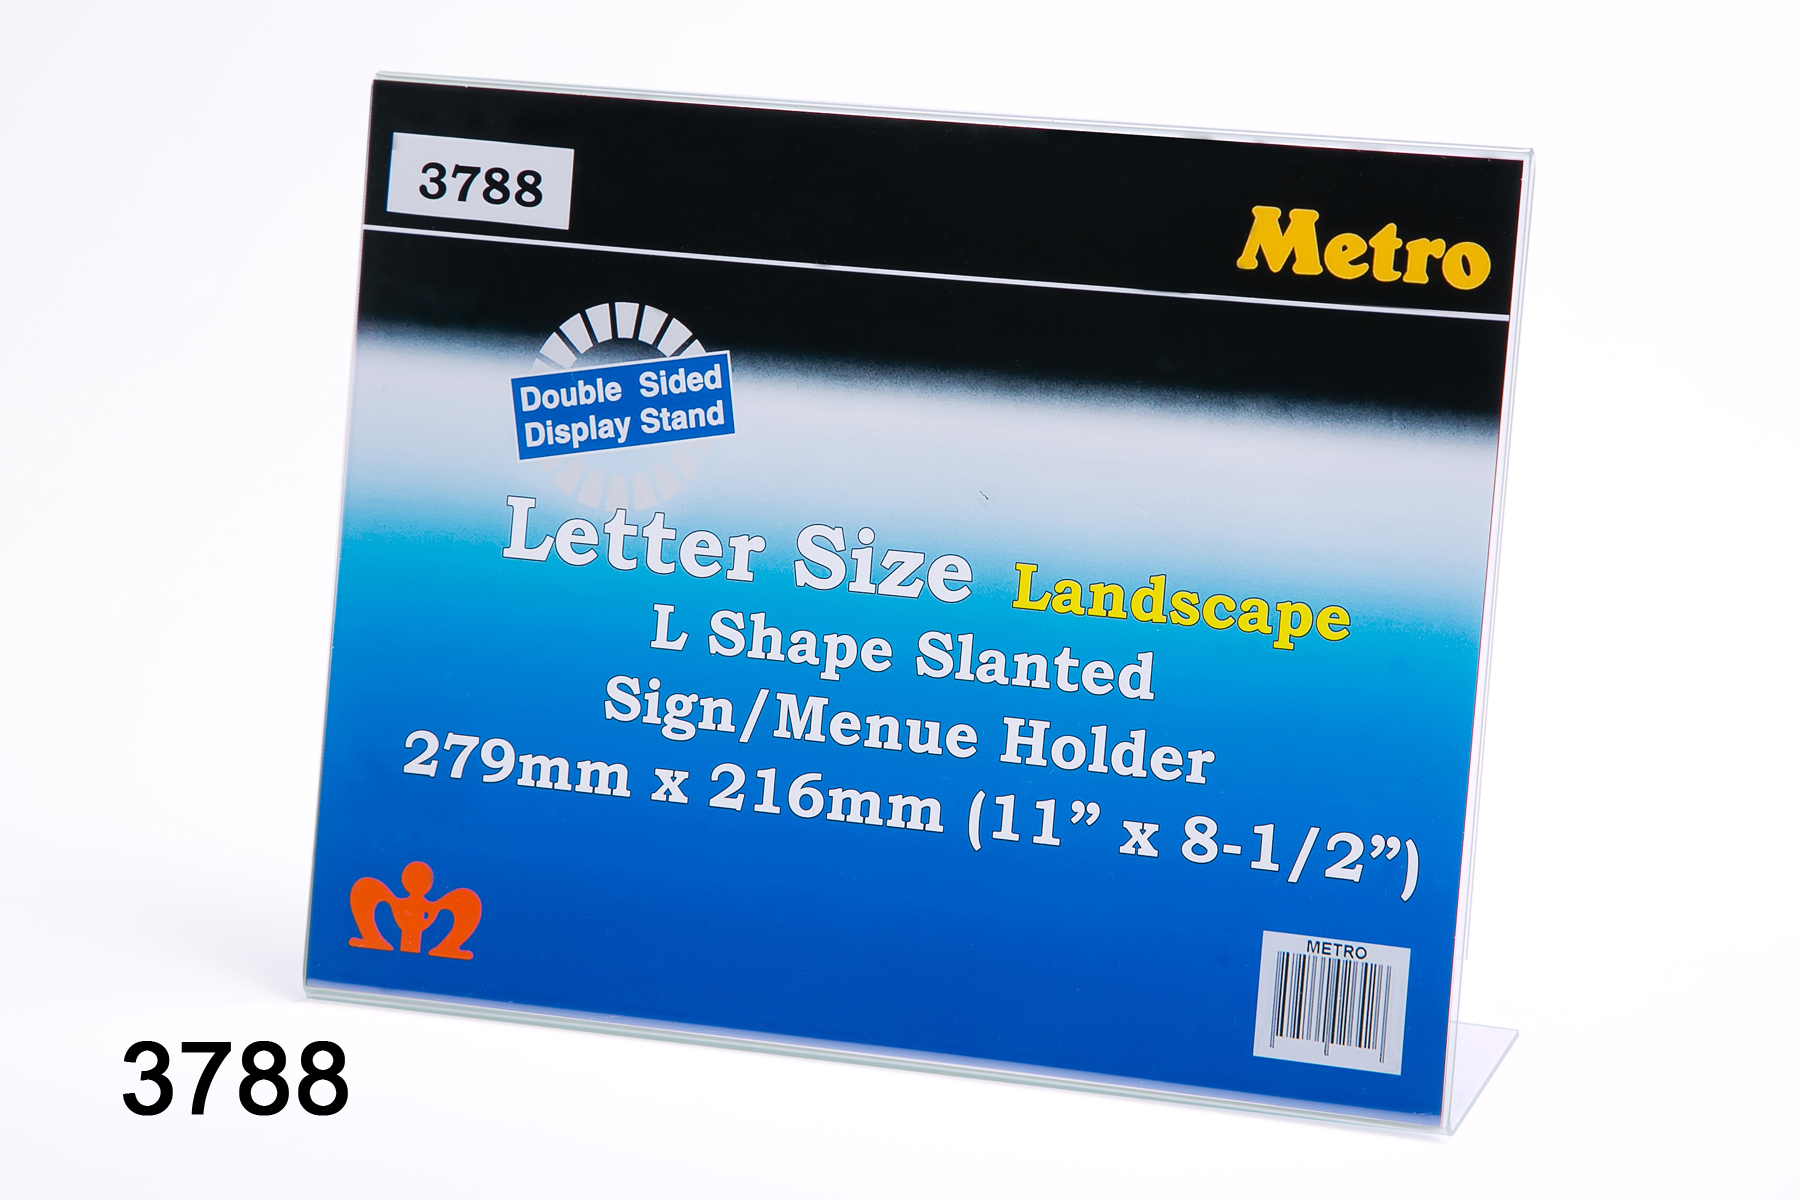 3788
Metro
Double Sided
Display Stand
Letter Size Landscape
L Shape Slanted
Sign/Menue Holder
279mm x 216mm (11” x 8-1/2”)
METRO
3788